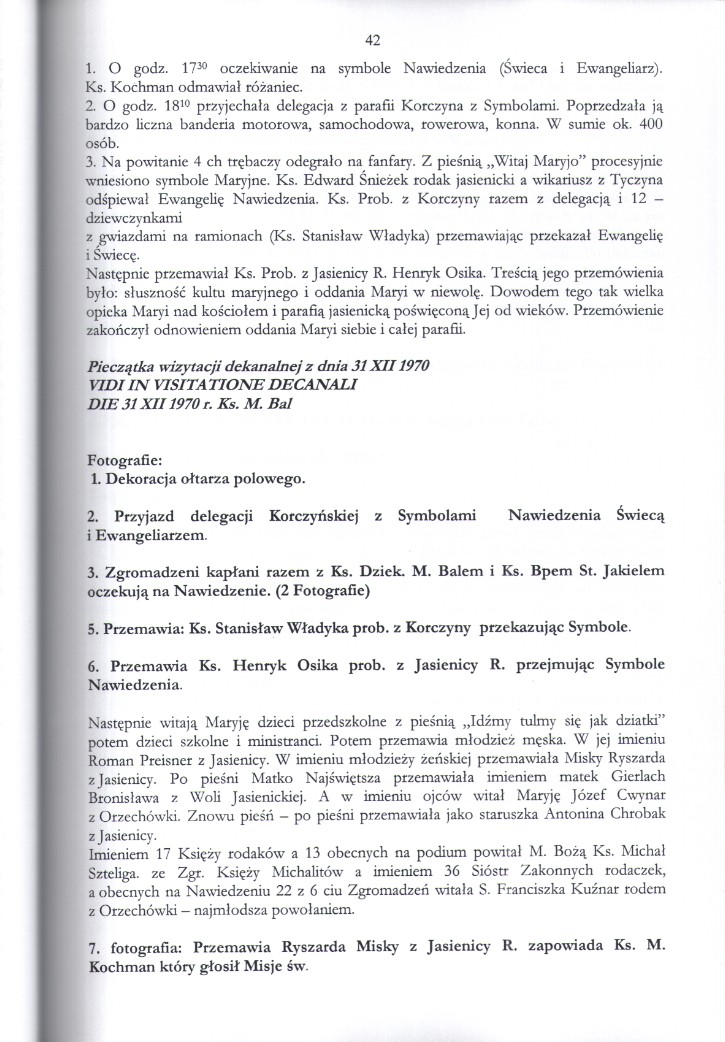 42
1. O godz. 17³⁰ oczekiwanie na symbole Nawiedzenia (Świeca i Ewangeliarz).
Ks. Kochman odmawiał różaniec.
2. O godz. 18¹⁰ przyjechała delegacja z parafii Korczyna z Symbolami. Poprzedzała ją
bardzo liczna banderia motorowa, samochodowa, rowerowa, konna. W sumie ok. 400
osób.
3. Na powitanie 4 ch trębaczy odegrało na fanfary. Z pieśnią „Witaj Maryjo” procesyjnie
wniesiono symbole Maryjne. Ks. Edward Śnieżek rodak jasienicki a wikariusz z Tyczyna
odśpiewał Ewangelię Nawiedzenia. Ks. Prob. z Korczyny razem z delegacją i 12 –
dziewczynkami
z gwiazdami na ramionach (Ks. Stanisław Władyka) przemawiając przekazał Ewangelię
i Świecę.
Następnie przemawiał Ks. Prob. z Jasienicy R. Henryk Osika. Treścią jego przemówienia
było: słuszność kultu maryjnego i oddania Maryi w niewolę. Dowodem tego tak wielka
opieka Maryi nad kościołem i parafią jasienicką poświęconą Jej od wieków. Przemówienie
zakończył odnowieniem oddania Maryi siebie i całej parafii.
Pieczątka wizytacji dekanalnej z dnia 31 XII 1970
VIDI IN VISITATIONE DECANALI
DIE 31 XII 1970 r. Ks. M. Bal
Fotografie:
1. Dekoracja ołtarza polowego.
2. Przyjazd delegacji Korczyńskiej z Symbolami Nawiedzenia Świecą
i Ewangeliarzem.
3. Zgromadzeni kapłani razem z Ks. Dziek. M. Balem i Ks. Bpem St. Jakielem
oczekują na Nawiedzenie. (2 Fotografie)
5. Przemawia: Ks. Stanisław Władyka prob. z Korczyny przekazując Symbole.
6. Przemawia Ks. Henryk Osika prob. z Jasienicy R. przejmując Symbole
Nawiedzenia.
Następnie witają Maryję dzieci przedszkolne z pieśnią „Idźmy tulmy się jak dziatki”
potem dzieci szkolne i ministranci. Potem przemawia młodzież męska. W jej imieniu
Roman Preisner z Jasienicy. W imieniu młodzieży żeńskiej przemawiała Misky Ryszarda
z Jasienicy. Po pieśni Matko Najświętsza przemawiała imieniem matek Gierlach
Bronisława z Woli Jasienickiej. A w imieniu ojców witał Maryję Józef Cwynar
z Orzechówki. Znowu pieśń – po pieśni przemawiała jako staruszka Antonina Chrobak
z Jasienicy.
Imieniem 17 Księży rodaków a 13 obecnych na podium powitał M. Bożą Ks. Michał
Szteliga. ze Zgr. Księży Michalitów a imieniem 36 Sióstr Zakonnych rodaczek,
a obecnych na Nawiedzeniu 22 z 6 ciu Zgromadzeń witała S. Franciszka Kuźnar rodem
z Orzechówki – najmłodsza powołaniem.
7. fotografia: Przemawia Ryszarda Misky z Jasienicy R. zapowiada Ks. M.
Kochman który głosił Misje św.